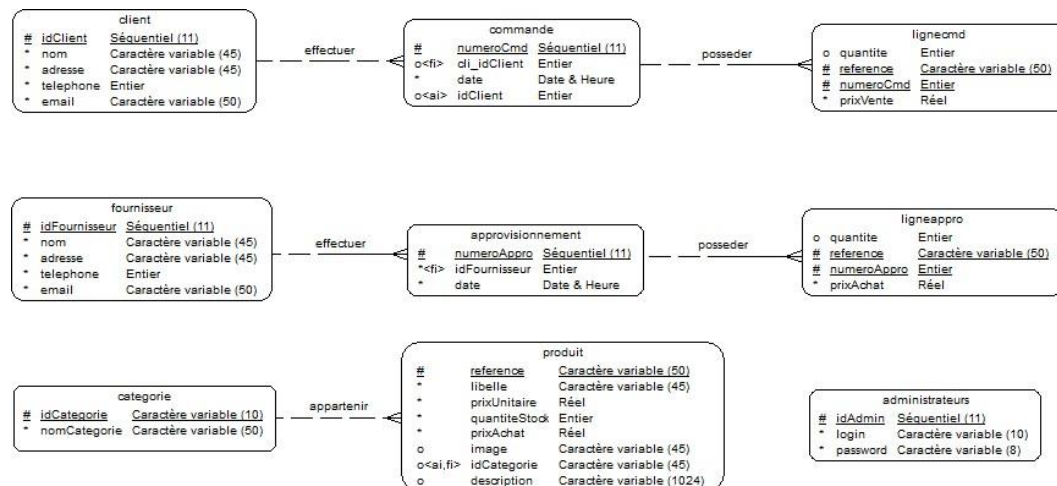 client
# idClient Séquentiel (11)
* nom Caractère variable (45)
* adresse Caractère variable (45)
* telephone Entier
* email Caractère variable (50)
effectuer
commande
# numeroCmd Séquentiel (11)
o<fi> cli_idClient Entier
* date Date & Heure
o<ai> idClient Entier
posseder
lignecmd
o quantite Entier
# reference Caractère variable (50)
# numeroCmd Entier
* prixVente Réel
fournisseur
# idFournisseur Séquentiel (11)
* nom Caractère variable (45)
* adresse Caractère variable (45)
* telephone Entier
* email Caractère variable (50)
effectuer
approvisionnement
# numeroAppro Séquentiel (11)
*<fi> idFournisseur Entier
* date Date & Heure
posseder
ligneappro
o quantite Entier
# reference Caractère variable (50)
# numeroAppro Entier
* prixAchat Réel
categorie
# idCategorie Caractère variable (10)
* nomCategorie Caractère variable (50)
appartenir
produit
# reference Caractère variable (50)
* libelle Caractère variable (45)
* prixUnitaire Réel
* quantiteStock Entier
* prixAchat Réel
o image Caractère variable (45)
o<ai,fi> idCategorie Caractère variable (45)
o description Caractère variable (1024)
administrateurs
# idAdmin Séquentiel (11)
* login Caractère variable (10)
* password Caractère variable (8)